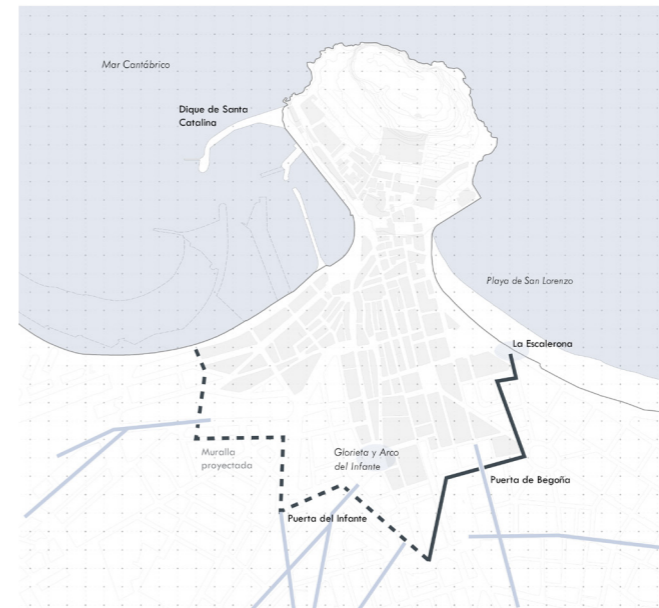 Mar Cantábrico
Dique de Santa
Catalina
Playa de San Lorenzo
La Escalerona
Muralla
proyectada
Glorieta y Arco
del Infante
Puerta de Begoña
Puerta del Infante